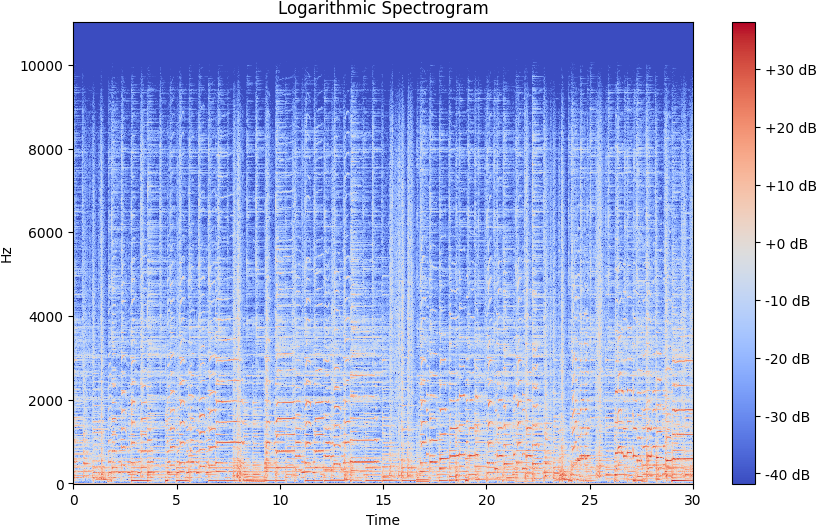 Logarithmic Spectrogram
Hz
10000
8000
6000
4000
2000
0
0 5 10 15 20 25 30
Time
+30 dB
+20 dB
+10 dB
+0 dB
-10 dB
-20 dB
-30 dB
-40 dB